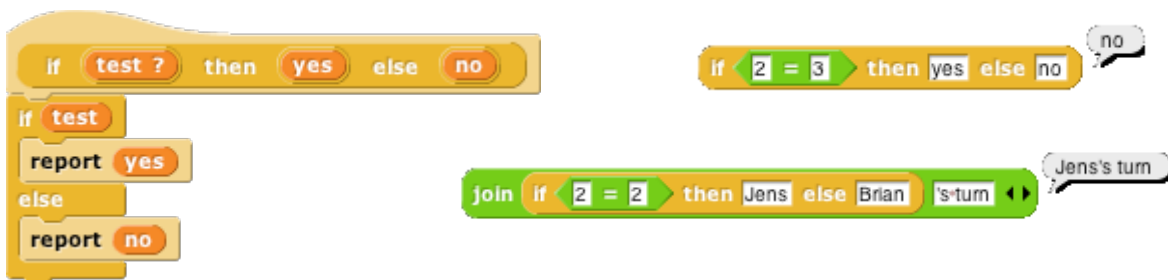 if test ? then yes else no
if test
report yes
else
report no
if 2 = 3 then yes else no
no
join if 2 = 2 then Jens else Brian 's turn
Jens's turn